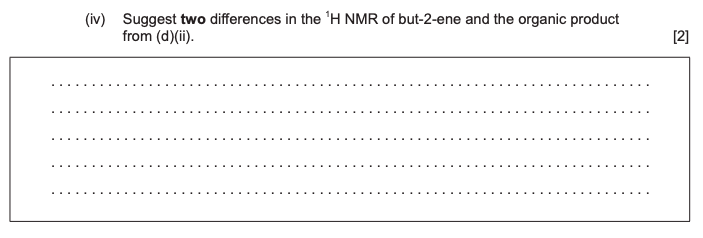 (iv) Suggest two differences in the ¹H NMR of but-2-ene and the organic product
from (d)(ii). [2]